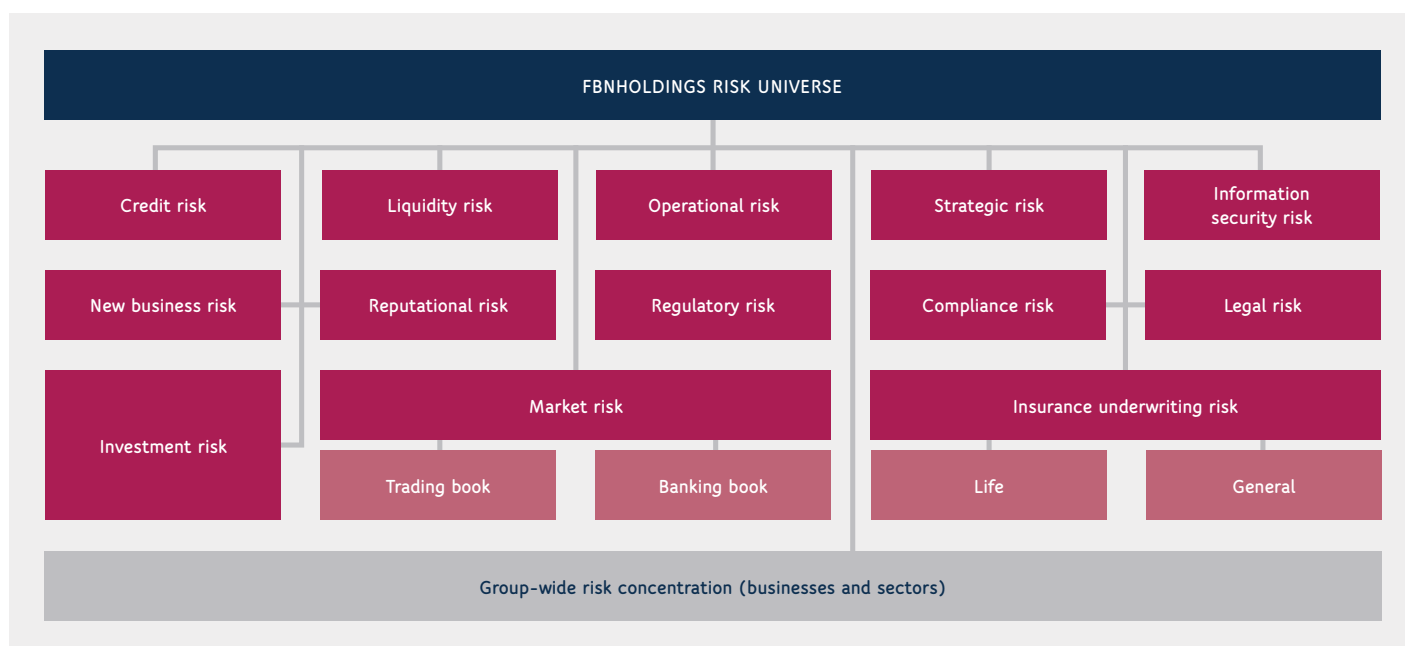 FBNHOLDINGS RISK UNIVERSE
Credit risk
Liquidity risk
Operational risk
Strategic risk
Information
security risk
New business risk
Reputational risk
Regulatory risk
Compliance risk
Legal risk
Investment risk
Market risk
Insurance underwriting risk
Trading book
Banking book
Life
General
Group-wide risk concentration (businesses and sectors)